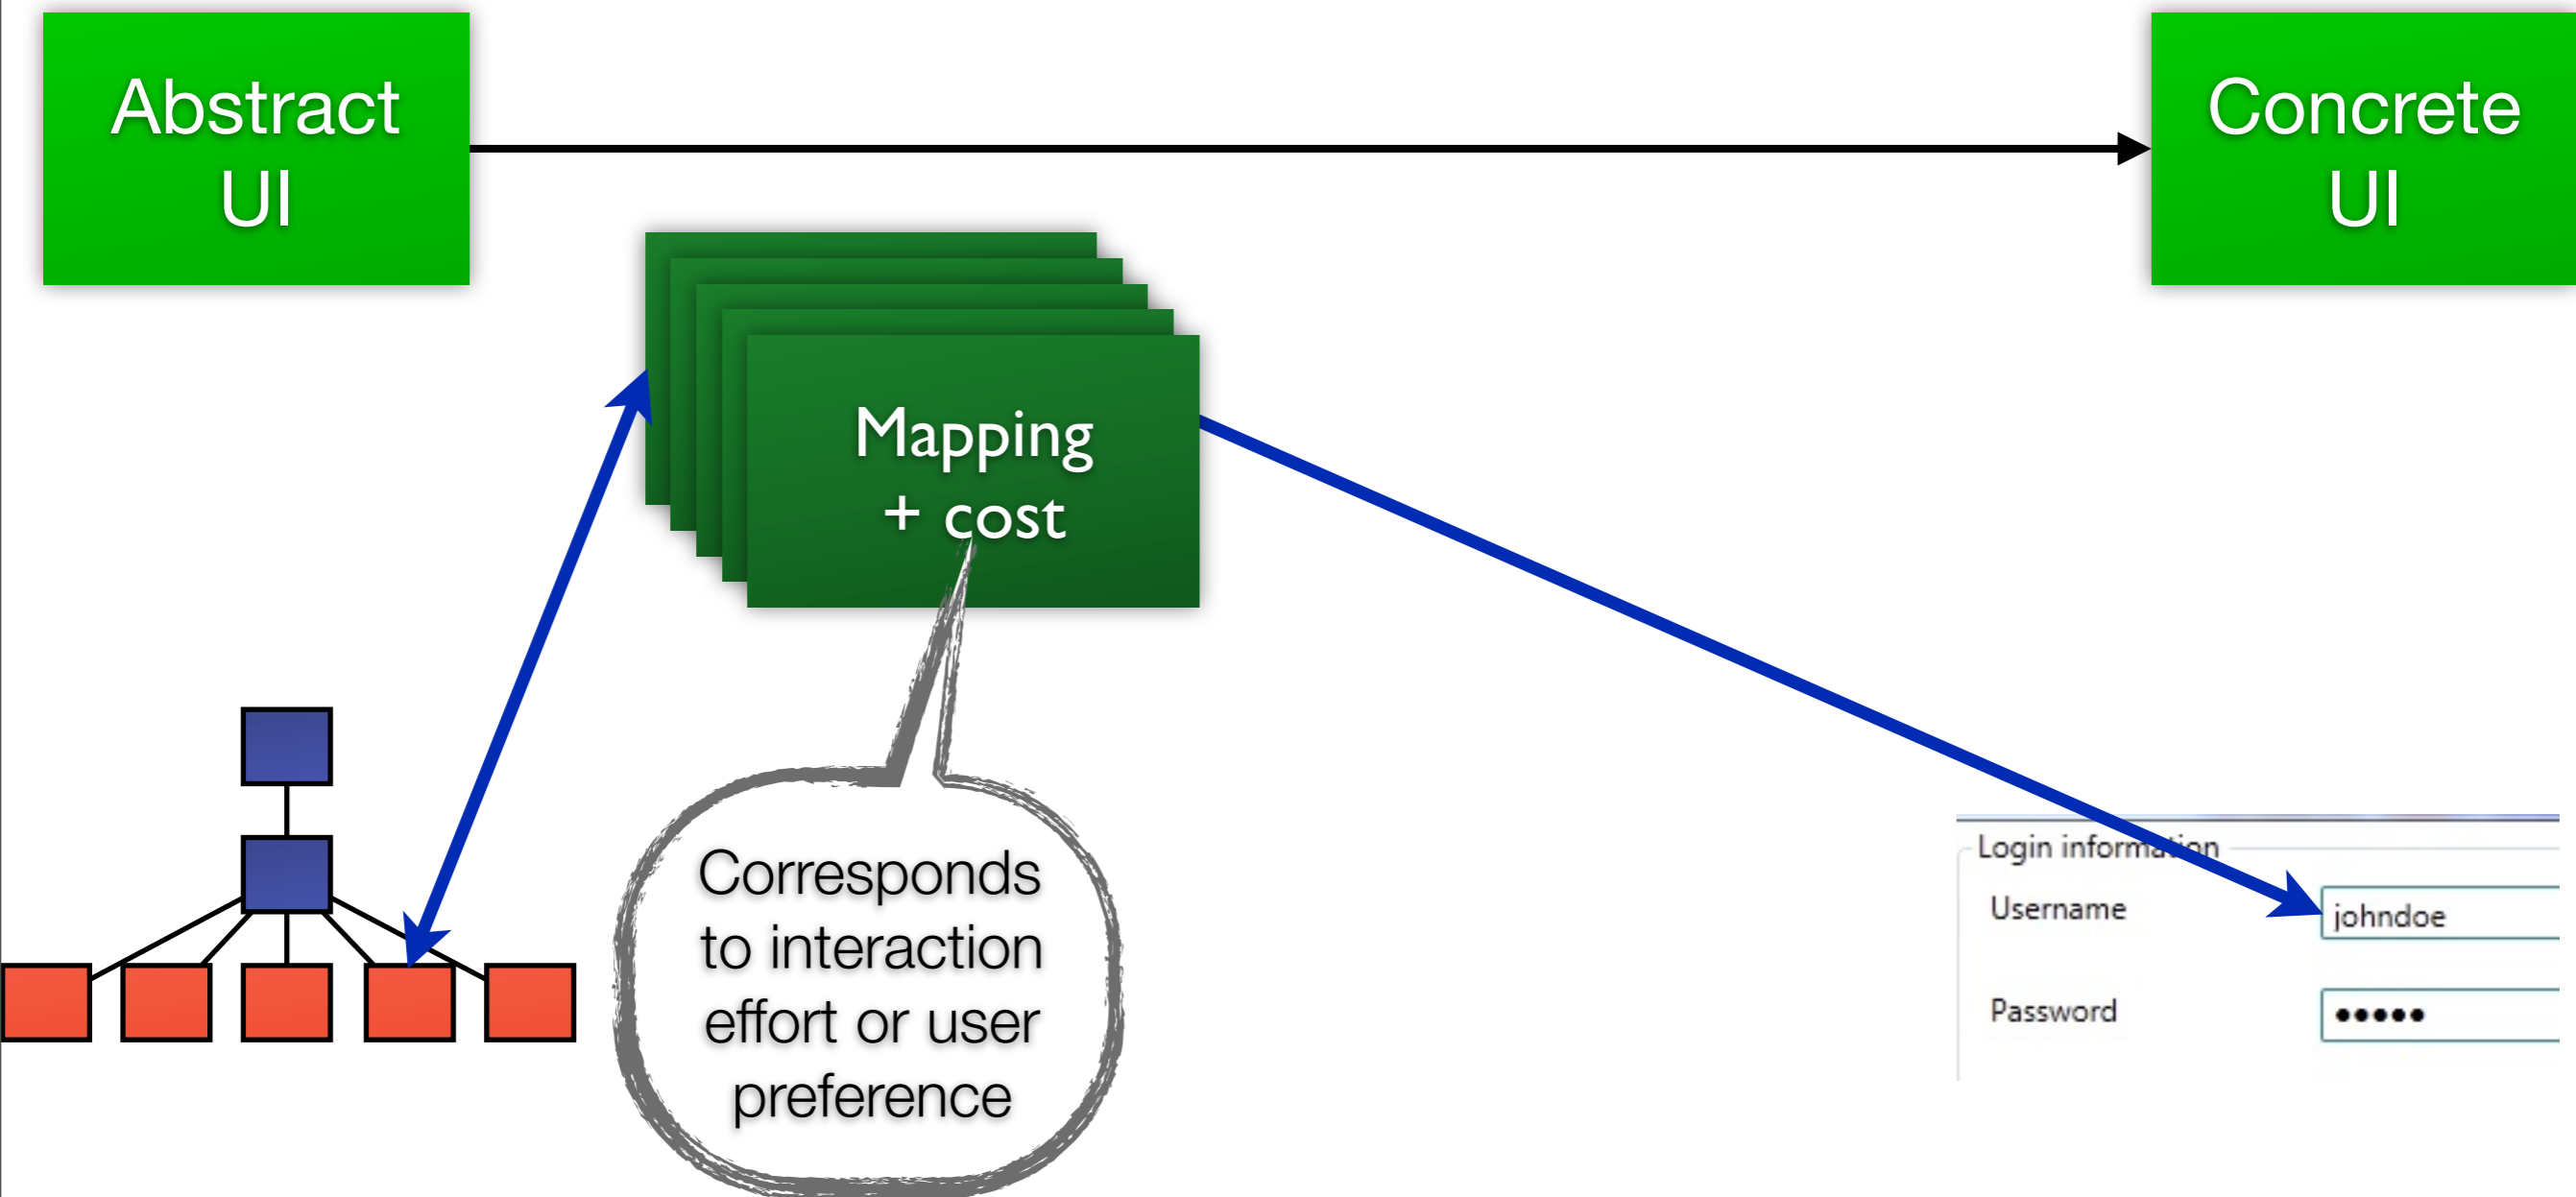 Abstract
UI
Concrete
UI
Mapping
+ cost
Corresponds
to interaction
effort or user
preference
Login information
Username
johndoe
Password
•••••